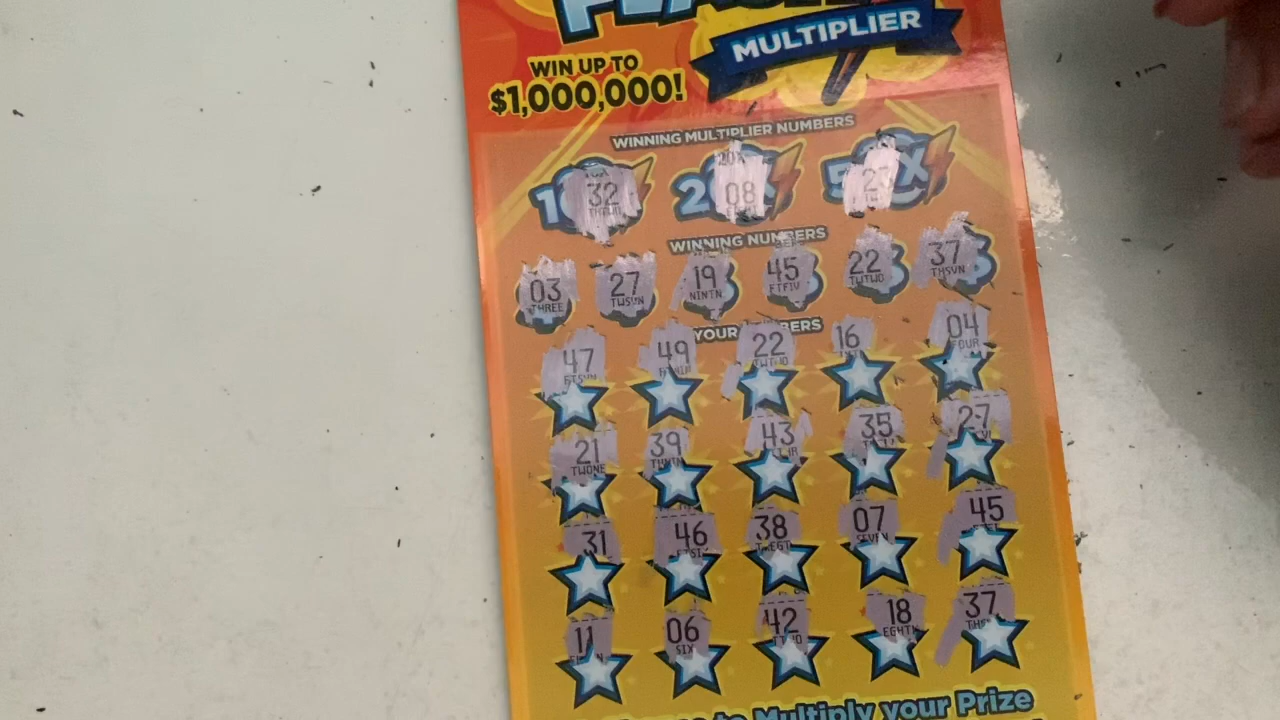 MULTIPLIER
WIN UP TO
$1,000,000!
WINNING MULTIPLIER NUMBERS
32 08 23
WINNING NUMBERS
03 27 19 45 22 37
THREE TWSVN NINTN FTFIV TWTWO THSVN
YOUR
47 49 22 16 04
FOUR
21 39 43 35 27
TWONE
31 46 38 07 45
SEVEN
11 06 42 18 37
SIX EGHTN
to Multiply your Prize